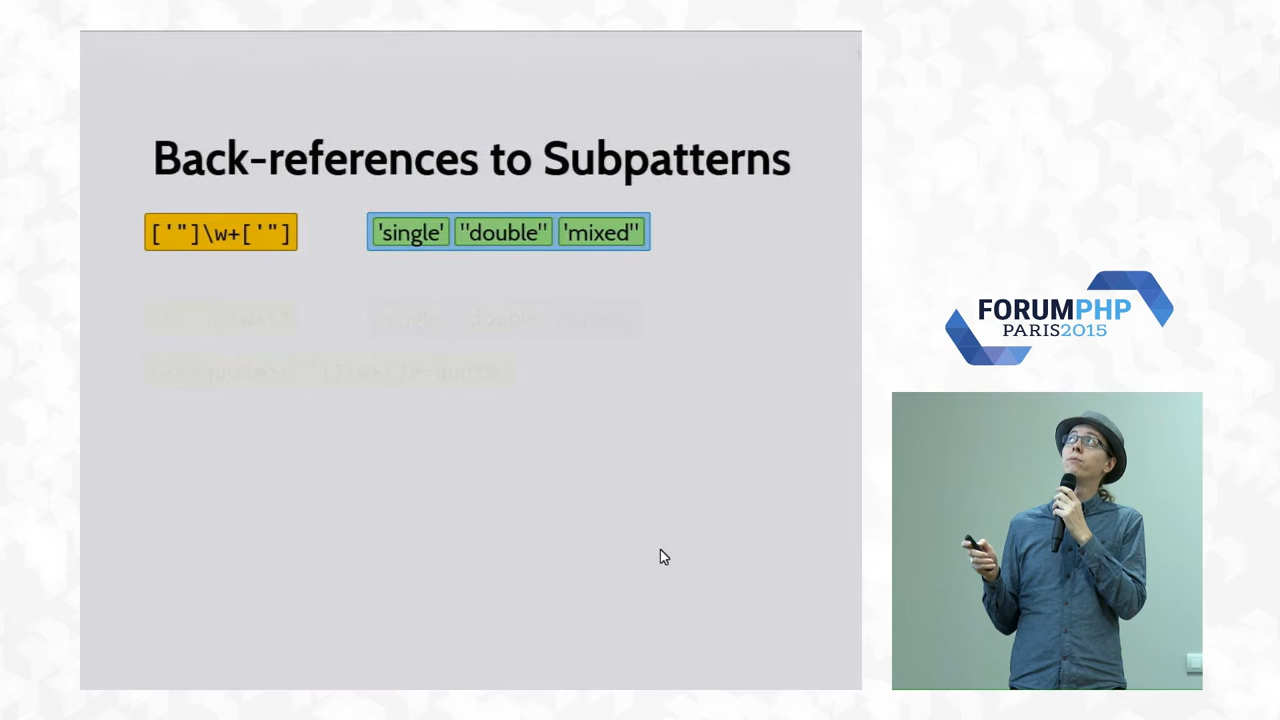 Back-references to Subpatterns
['"]\w+['"] 'single' "double" 'mixed"
FORUMPHP
PARIS2015